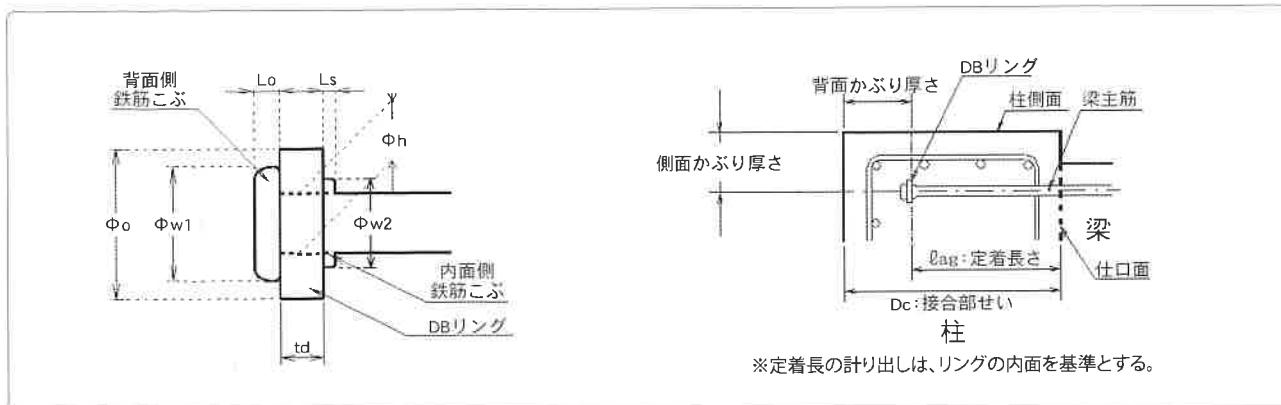 背面側
鉄筋こぶ
Lo
Ls
Φh
Φo
Φw1
Φw2
内面側
鉄筋こぶ
DBリング
td
DBリング
背面かぶり厚さ
柱側面
梁主筋
側面かぶり厚さ
梁
ℓag:定着長さ
仕口面
Dc:接合部せい
柱
※定着長の計り出しは、リングの内面を基準とする。